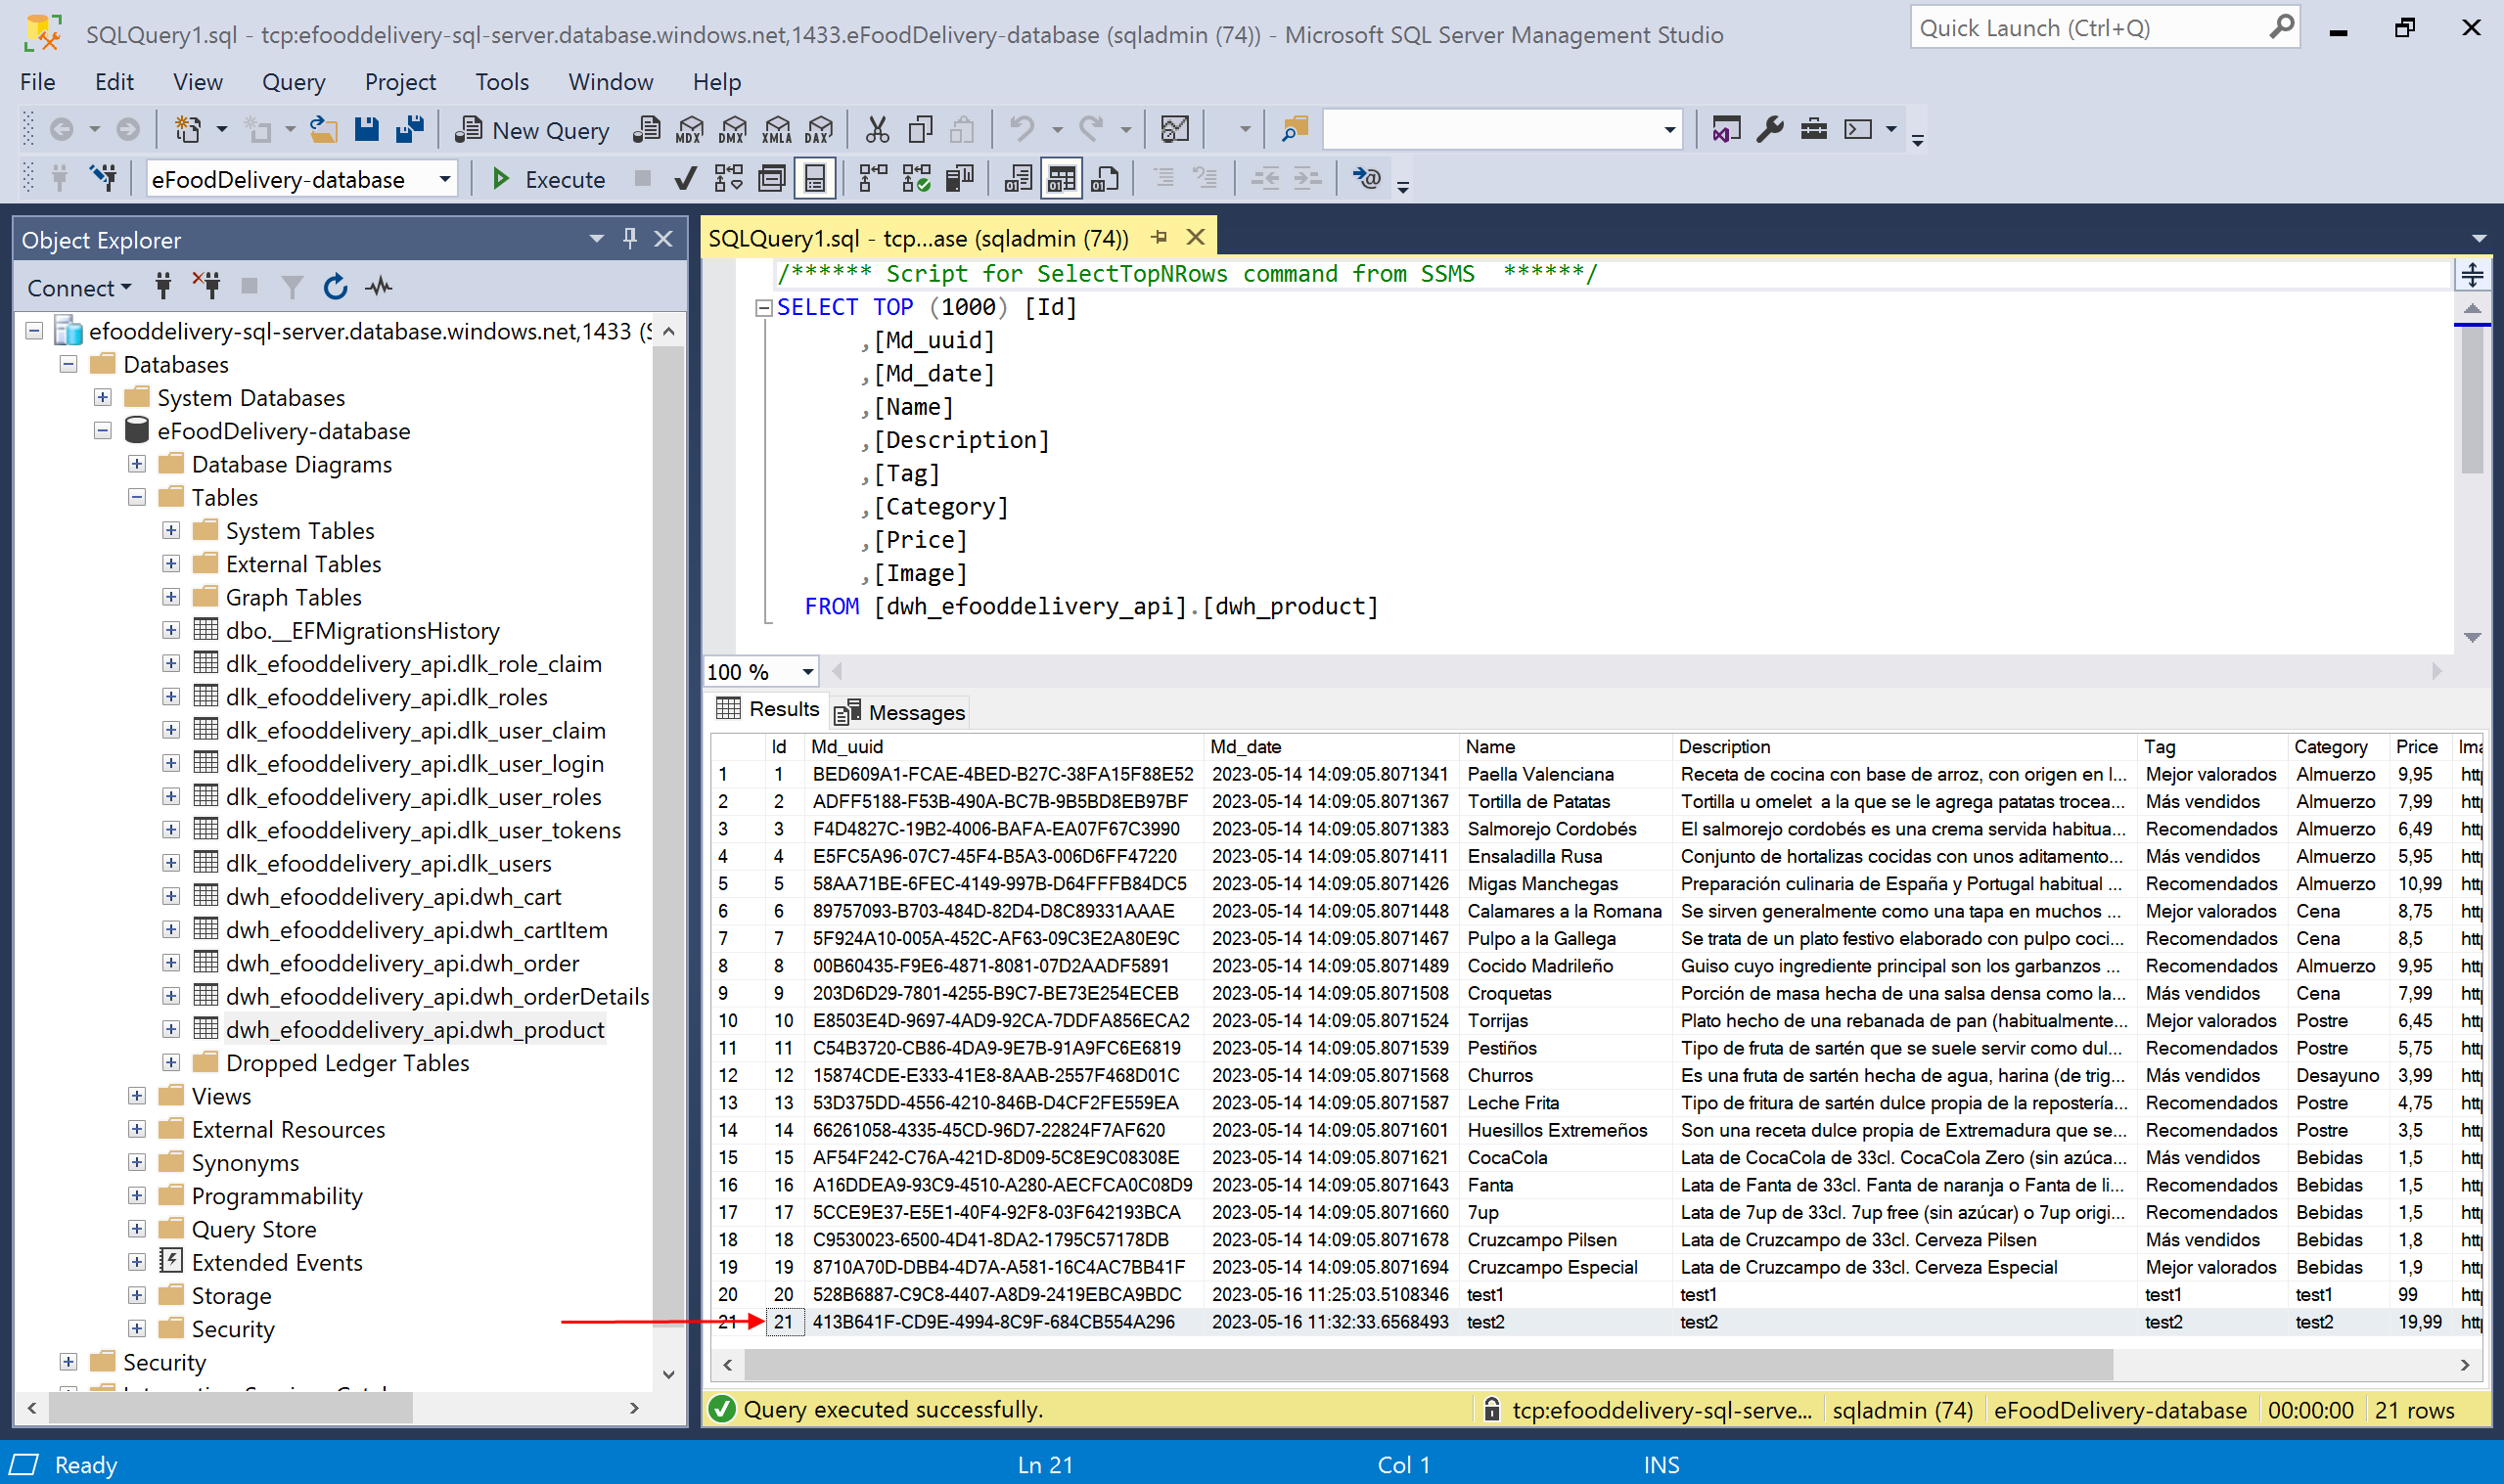 SQLQuery1.sql - tcp:efooddelivery-sql-server.database.windows.net,1433.eFoodDelivery-database (sqladmin (74)) - Microsoft SQL Server Management Studio
Quick Launch (Ctrl+Q)
File Edit View Query Project Tools Window Help
New Query MDX DMX XMLA DAX
eFoodDelivery-database Execute
Object Explorer
Connect
efooddelivery-sql-server.database.windows.net,1433 (S
Databases
System Databases
eFoodDelivery-database
Database Diagrams
Tables
System Tables
External Tables
Graph Tables
dbo.__EFMigrationsHistory
dlk_efooddelivery_api.dlk_role_claim
dlk_efooddelivery_api.dlk_roles
dlk_efooddelivery_api.dlk_user_claim
dlk_efooddelivery_api.dlk_user_login
dlk_efooddelivery_api.dlk_user_roles
dlk_efooddelivery_api.dlk_user_tokens
dlk_efooddelivery_api.dlk_users
dwh_efooddelivery_api.dwh_cart
dwh_efooddelivery_api.dwh_cartItem
dwh_efooddelivery_api.dwh_order
dwh_efooddelivery_api.dwh_orderDetails
dwh_efooddelivery_api.dwh_product
Dropped Ledger Tables
Views
External Resources
Synonyms
Programmability
Query Store
Extended Events
Storage
Security
Security
SQLQuery1.sql - tcp...ase (sqladmin (74))
/****** Script for SelectTopNRows command from SSMS ******/
SELECT TOP (1000) [Id]
,[Md_uuid]
,[Md_date]
,[Name]
,[Description]
,[Tag]
,[Category]
,[Price]
,[Image]
FROM [dwh_efooddelivery_api].[dwh_product]
100 %
Results Messages
Id Md_uuid Md_date Name Description Tag Category Price Ima
1 1 BED609A1-FCAE-4BED-B27C-38FA15F88E52 2023-05-14 14:09:05.8071341 Paella Valenciana Receta de cocina con base de arroz, con origen en l... Mejor valorados Almuerzo 9,95 http
2 2 ADFF5188-F53B-490A-BC7B-9B5BD8EB97BF 2023-05-14 14:09:05.8071367 Tortilla de Patatas Tortilla u omelet a la que se le agrega patatas trocea... Más vendidos Almuerzo 7,99 http
3 3 F4D4827C-19B2-4006-BAFA-EA07F67C3990 2023-05-14 14:09:05.8071383 Salmorejo Cordobés El salmorejo cordobés es una crema servida habitua... Recomendados Almuerzo 6,49 http
4 4 E5FC5A96-07C7-45F4-B5A3-006D6FF47220 2023-05-14 14:09:05.8071411 Ensaladilla Rusa Conjunto de hortalizas cocidas con unos aditamento... Más vendidos Almuerzo 5,95 http
5 5 58AA71BE-6FEC-4149-997B-D64FFFB84DC5 2023-05-14 14:09:05.8071426 Migas Manchegas Preparación culinaria de España y Portugal habitual ... Recomendados Almuerzo 10,99 http
6 6 89757093-B703-484D-82D4-D8C89331AAAE 2023-05-14 14:09:05.8071448 Calamares a la Romana Se sirven generalmente como una tapa en muchos ... Mejor valorados Cena 8,75 http
7 7 5F924A10-005A-452C-AF63-09C3E2A80E9C 2023-05-14 14:09:05.8071467 Pulpo a la Gallega Se trata de un plato festivo elaborado con pulpo coci... Recomendados Cena 8,5 http
8 8 00B60435-F9E6-4871-8081-07D2AADF5891 2023-05-14 14:09:05.8071489 Cocido Madrileño Guiso cuyo ingrediente principal son los garbanzos ... Recomendados Almuerzo 9,95 http
9 9 203D6D29-7801-4255-B9C7-BE73E254ECEB 2023-05-14 14:09:05.8071508 Croquetas Porción de masa hecha de una salsa densa como la... Más vendidos Cena 7,99 http
10 10 E8503E4D-9697-4AD9-92CA-7DDFA856ECA2 2023-05-14 14:09:05.8071524 Torrijas Plato hecho de una rebanada de pan (habitualmente... Mejor valorados Postre 6,45 http
11 11 C54B3720-CB86-4DA9-9E7B-91A9FC6E6819 2023-05-14 14:09:05.8071539 Pestiños Tipo de fruta de sartén que se suele servir como dul... Recomendados Postre 5,75 http
12 12 15874CDE-E333-41E8-8AAB-2557F468D01C 2023-05-14 14:09:05.8071568 Churros Es una fruta de sartén hecha de agua, harina (de trig... Más vendidos Desayuno 3,99 http
13 13 53D375DD-4556-4210-846B-D4CF2FE559EA 2023-05-14 14:09:05.8071587 Leche Frita Tipo de fritura de sartén dulce propia de la repostería... Recomendados Postre 4,75 http
14 14 66261058-4335-45CD-96D7-22824F7AF620 2023-05-14 14:09:05.8071601 Huesillos Extremeños Son una receta dulce propia de Extremadura que se... Recomendados Postre 3,5 http
15 15 AF54F242-C76A-421D-8D09-5C8E9C08308E 2023-05-14 14:09:05.8071621 CocaCola Lata de CocaCola de 33cl. CocaCola Zero (sin azúca... Más vendidos Bebidas 1,5 http
16 16 A16DDEA9-93C9-4510-A280-AECFCA0C08D9 2023-05-14 14:09:05.8071643 Fanta Lata de Fanta de 33cl. Fanta de naranja o Fanta de li... Recomendados Bebidas 1,5 http
17 17 5CCE9E37-E5E1-40F4-92F8-03F642193BCA 2023-05-14 14:09:05.8071660 7up Lata de 7up de 33cl. 7up free (sin azúcar) o 7up origi... Recomendados Bebidas 1,5 http
18 18 C9530023-6500-4D41-8DA2-1795C57178DB 2023-05-14 14:09:05.8071678 Cruzcampo Pilsen Lata de Cruzcampo de 33cl. Cerveza Pilsen Más vendidos Bebidas 1,8 http
19 19 8710A70D-DBB4-4D7A-A581-16C4AC7BB41F 2023-05-14 14:09:05.8071694 Cruzcampo Especial Lata de Cruzcampo de 33cl. Cerveza Especial Mejor valorados Bebidas 1,9 http
20 20 528B6887-C9C8-4407-A8D9-2419EBCA9BDC 2023-05-16 11:25:03.5108346 test1 test1 test1 test1 99 http
21 21 413B641F-CD9E-4994-8C9F-684CB554A296 2023-05-16 11:32:33.6568493 test2 test2 test2 test2 19,99 http
Query executed successfully. tcp:efooddelivery-sql-serve... sqladmin (74) eFoodDelivery-database 00:00:00 21 rows
Ready Ln 21 Col 1 INS